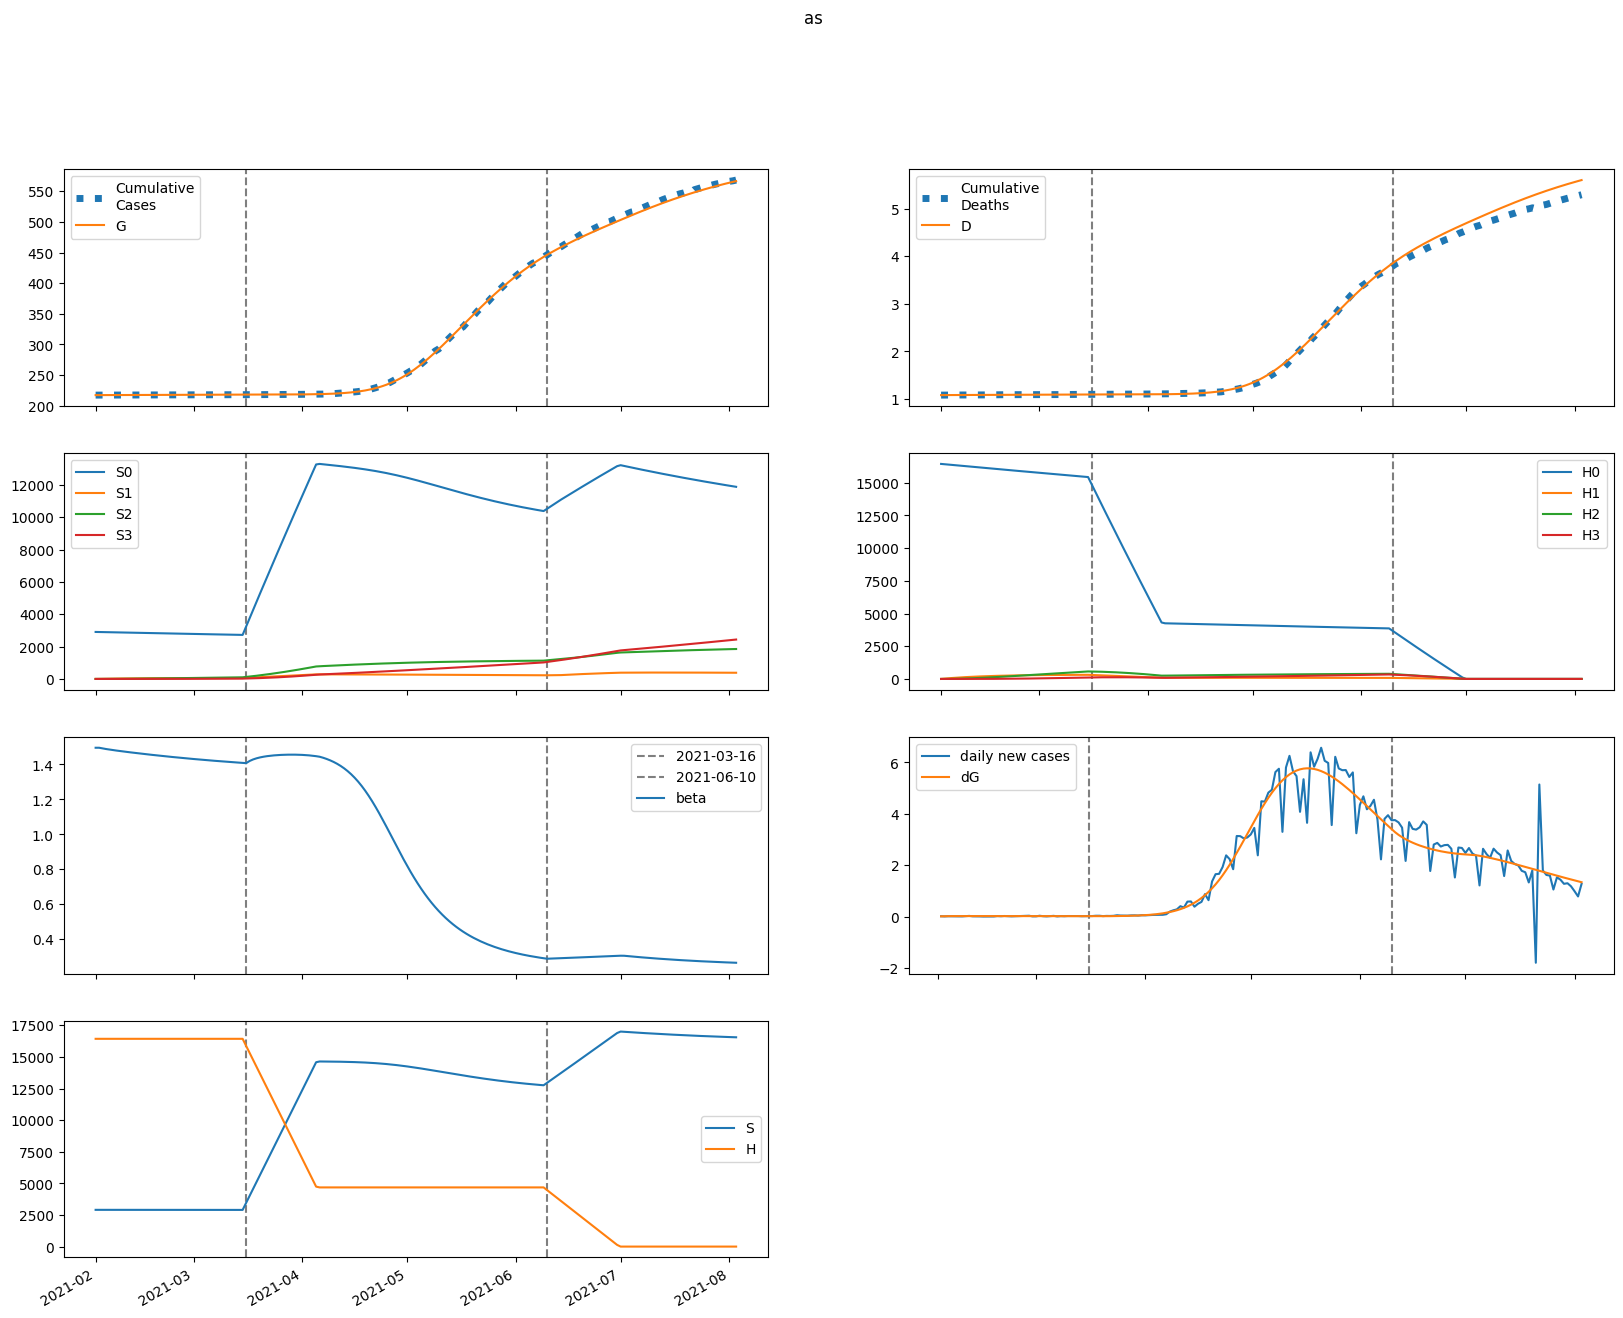 as
Cumulative
Cases
G
550
500
450
400
350
300
250
200
Cumulative
Deaths
D
5
4
3
2
1
S0
S1
S2
S3
12000
10000
8000
6000
4000
2000
0
H0
H1
H2
H3
15000
12500
10000
7500
5000
2500
0
2021-03-16
2021-06-10
beta
1.4
1.2
1.0
0.8
0.6
0.4
daily new cases
dG
6
4
2
0
−2
S
H
17500
15000
12500
10000
7500
5000
2500
0
2021-02
2021-03
2021-04
2021-05
2021-06
2021-07
2021-08